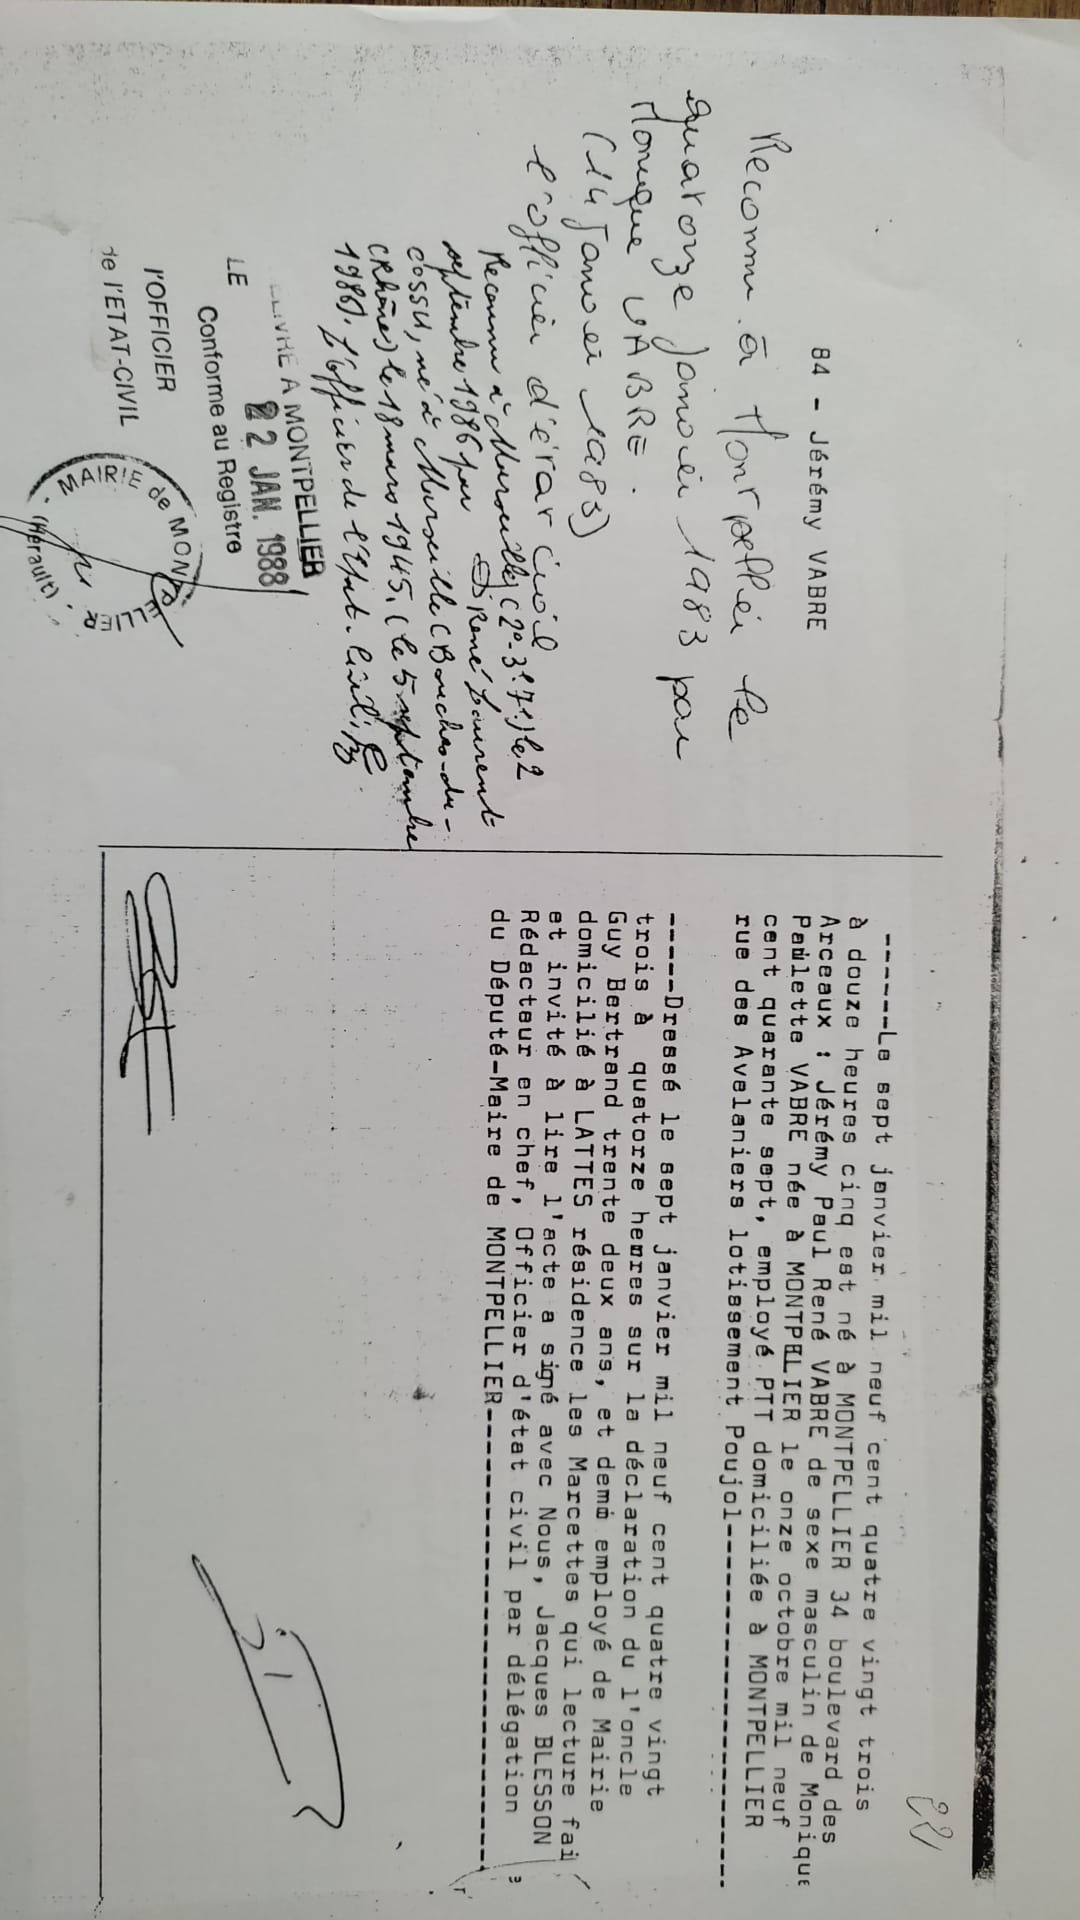 84 - Jérémy VABRE
Reconnu à Montpellier le
quatorze janvier 1983 par
Monique VABRE.
(14 janvier 1983)
l'officier d'état civil
Reconnu à Marseille (2°-3°-7°) le 2
septembre 1986 par René Laurent
COSSU, né à Marseille (Bouches-du-
Rhône) le 18 mars 1945. (le 5 septembre
1986). L'Officier de l'Etat-Civil.
LIVRE A MONTPELLIER
LE 22 JAN. 1988
Conforme au Registre
l'OFFICIER
de l'ETAT-CIVIL
MAIRIE de MONTPELLIER
(Hérault)
221
------Le sept janvier mil neuf cent quatre vingt trois
à douze heures cinq est né à MONTPELLIER 34 boulevard des
Arceaux : Jérémy Paul René VABRE de sexe masculin de Monique
Paulette VABRE née à MONTPELLIER le onze octobre mil neuf
cent quarante sept, employé PTT domiciliée à MONTPELLIER
rue des Avelaniers lotissement Poujol--------------------
-----Dressé le sept janvier mil neuf cent quatre vingt
trois à quatorze heures sur la déclaration du l'oncle
Guy Bertrand trente deux ans, et demi employé de Mairie
domicilié à LATTES résidence les Marcettes qui lecture fai
et invité à lire l'acte a signé avec Nous, Jacques BLESSON
Rédacteur en chef, Officier d'état civil par délégation
du Député-Maire de MONTPELLIER---------------------------